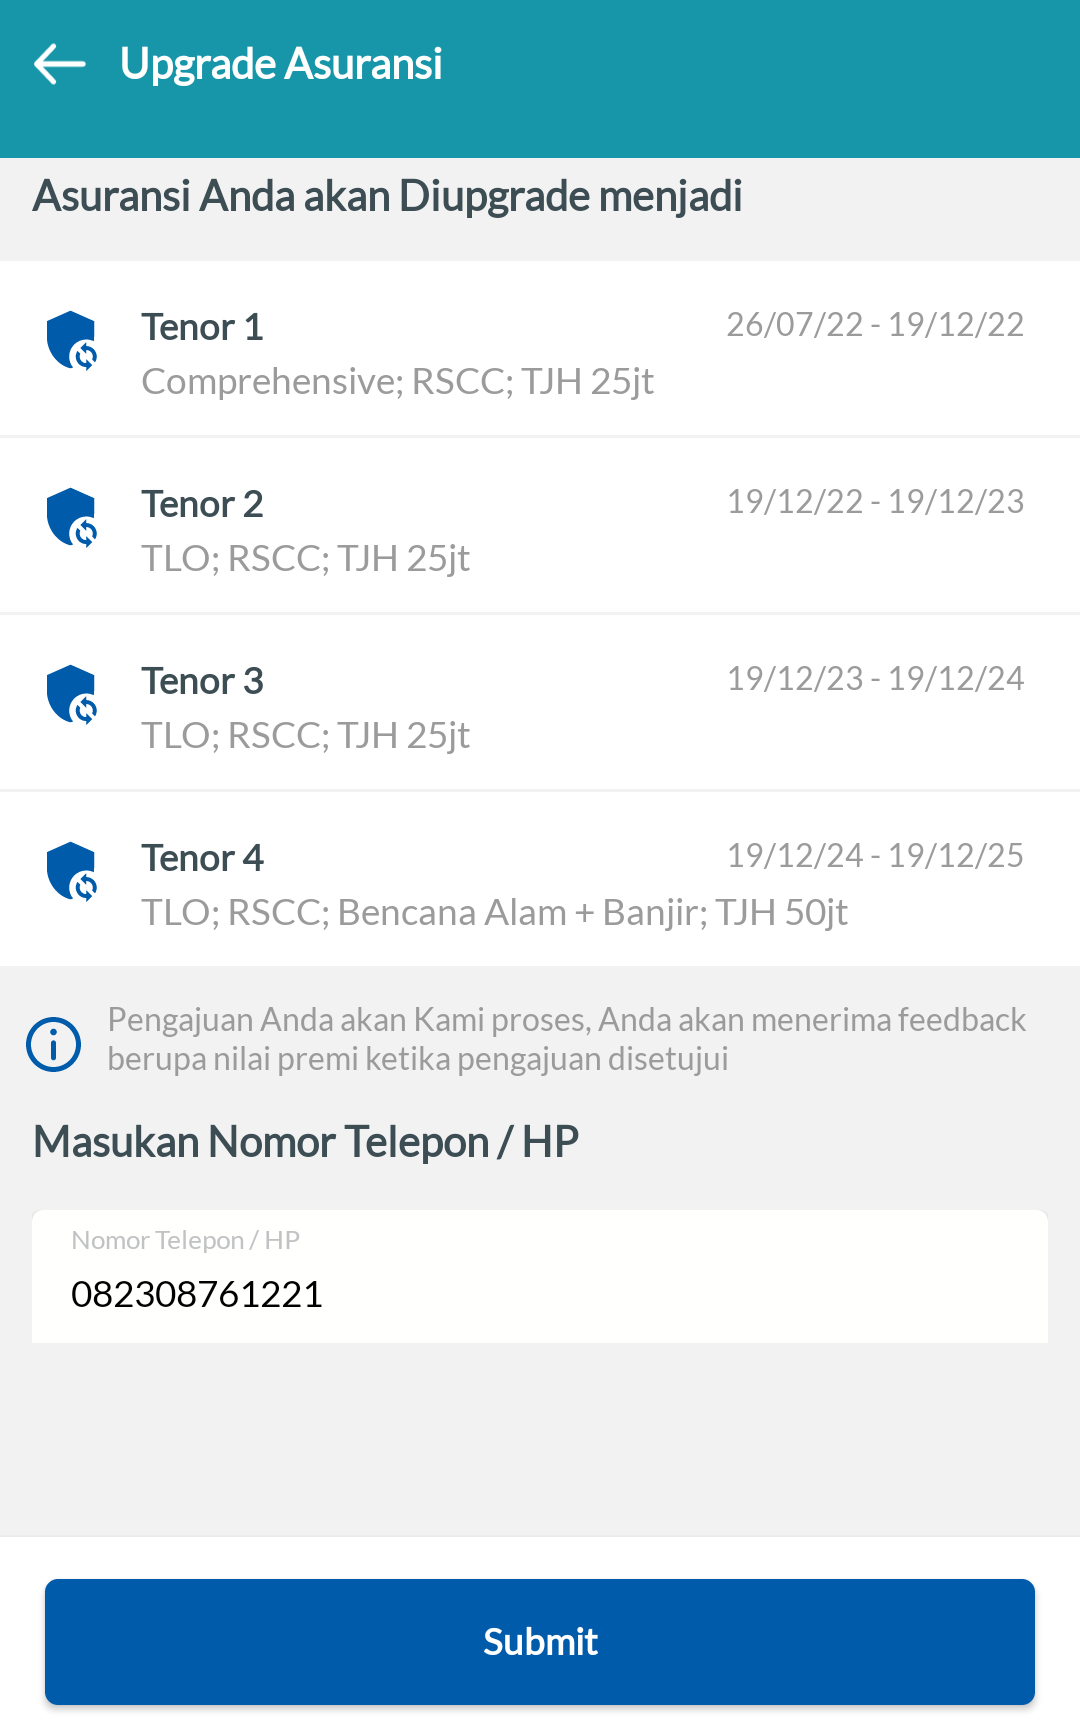 Upgrade Asuransi
Asuransi Anda akan Diupgrade menjadi
Tenor 1
26/07/22 - 19/12/22
Comprehensive; RSCC; TJH 25jt
Tenor 2
19/12/22 - 19/12/23
TLO; RSCC; TJH 25jt
Tenor 3
19/12/23 - 19/12/24
TLO; RSCC; TJH 25jt
Tenor 4
19/12/24 - 19/12/25
TLO; RSCC; Bencana Alam + Banjir; TJH 50jt
Pengajuan Anda akan Kami proses, Anda akan menerima feedback
berupa nilai premi ketika pengajuan disetujui
Masukan Nomor Telepon / HP
Nomor Telepon / HP
082308761221
Submit